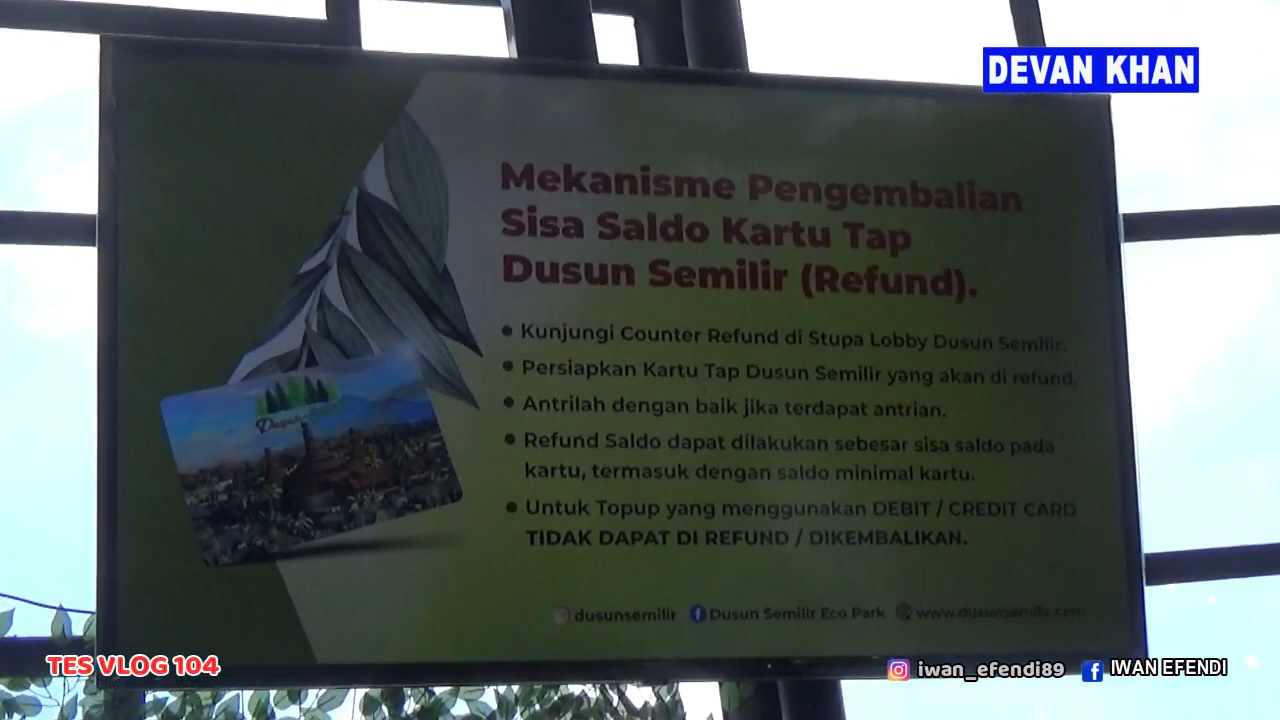 DEVAN KHAN
Mekanisme Pengembalian
Sisa Saldo Kartu Tap
Dusun Semilir (Refund).
• Kunjungi Counter Refund di Stupa Lobby Dusun Semilir.
• Persiapkan Kartu Tap Dusun Semilir yang akan di refund.
• Antrilah dengan baik jika terdapat antrian.
• Refund Saldo dapat dilakukan sebesar sisa saldo pada
kartu, termasuk dengan saldo minimal kartu.
• Untuk Topup yang menggunakan DEBIT / CREDIT CARD
TIDAK DAPAT DI REFUND / DIKEMBALIKAN.
dusunsemilir Dusun Semilir Eco Park www.dusunsemilir.com
TES VLOG 104
iwan_efendi89 IWAN EFENDI